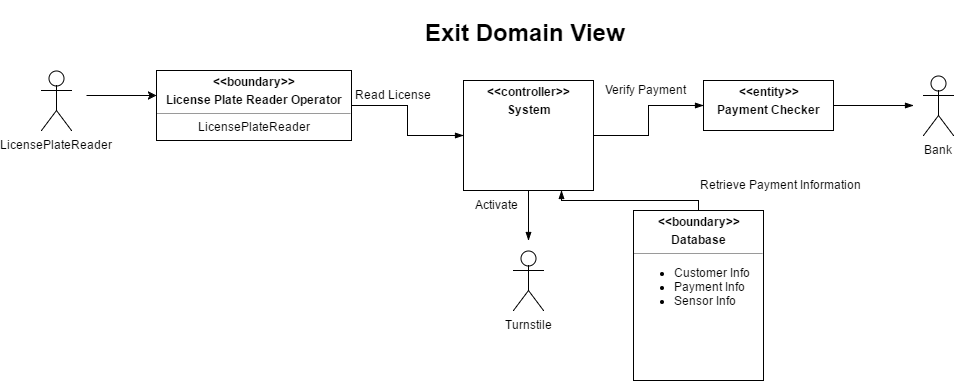 Exit Domain View
LicensePlateReader
<<boundary>>
License Plate Reader Operator
LicensePlateReader
Read License
<<controller>>
System
Verify Payment
<<entity>>
Payment Checker
Bank
Activate
Turnstile
Retrieve Payment Information
<<boundary>>
Database
• Customer Info
• Payment Info
• Sensor Info